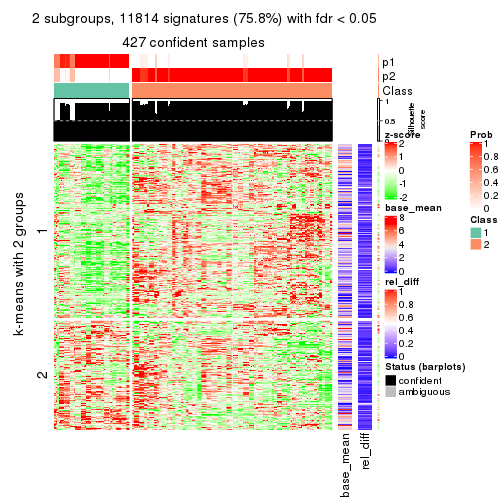 2 subgroups, 11814 signatures (75.8%) with fdr < 0.05
427 confident samples
p1
p2
Class
1
0.5
0
Silhouette
score
k-means with 2 groups
1
2
base_mean
rel_diff
z-score
2
1
0
-1
-2
base_mean
8
6
4
2
0
rel_diff
1
0.8
0.6
0.4
0.2
0
Status (barplots)
confident
ambiguous
Prob
1
0.8
0.6
0.4
0.2
0
Class
1
2